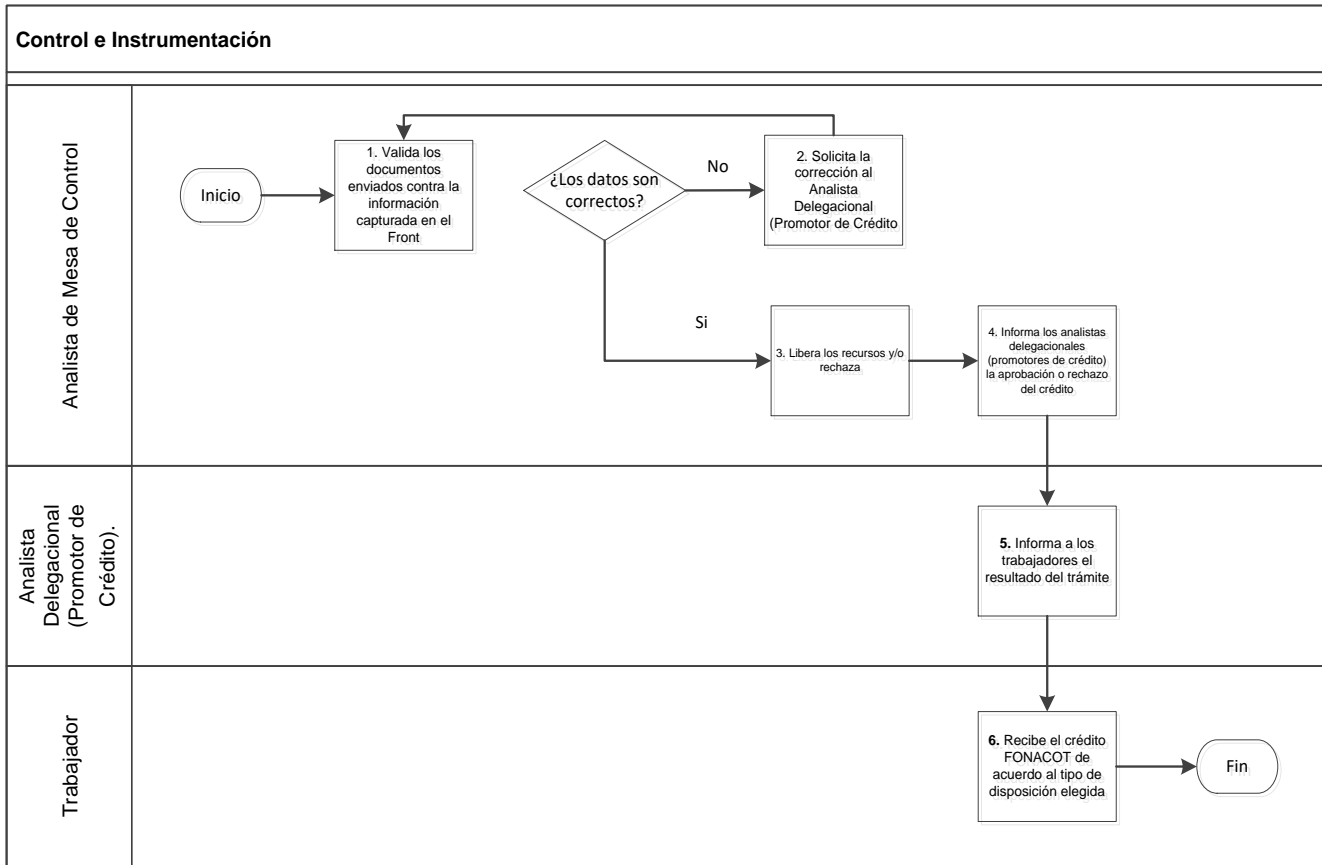 Control e Instrumentación
Analista de Mesa de Control
Inicio
1. Valida los
documentos
enviados contra la
información
capturada en el
Front
¿Los datos son
correctos?
No
2. Solicita la
corrección al
Analista
Delegacional
(Promotor de Crédito
Si
3. Libera los recursos y/o
rechaza
4. Informa los analistas
delegacionales
(promotores de crédito)
la aprobación o rechazo
del crédito
Analista
Delegacional
(Promotor de
Crédito).
5. Informa a los
trabajadores el
resultado del trámite
Trabajador
6. Recibe el crédito
FONACOT de
acuerdo al tipo de
disposición elegida
Fin